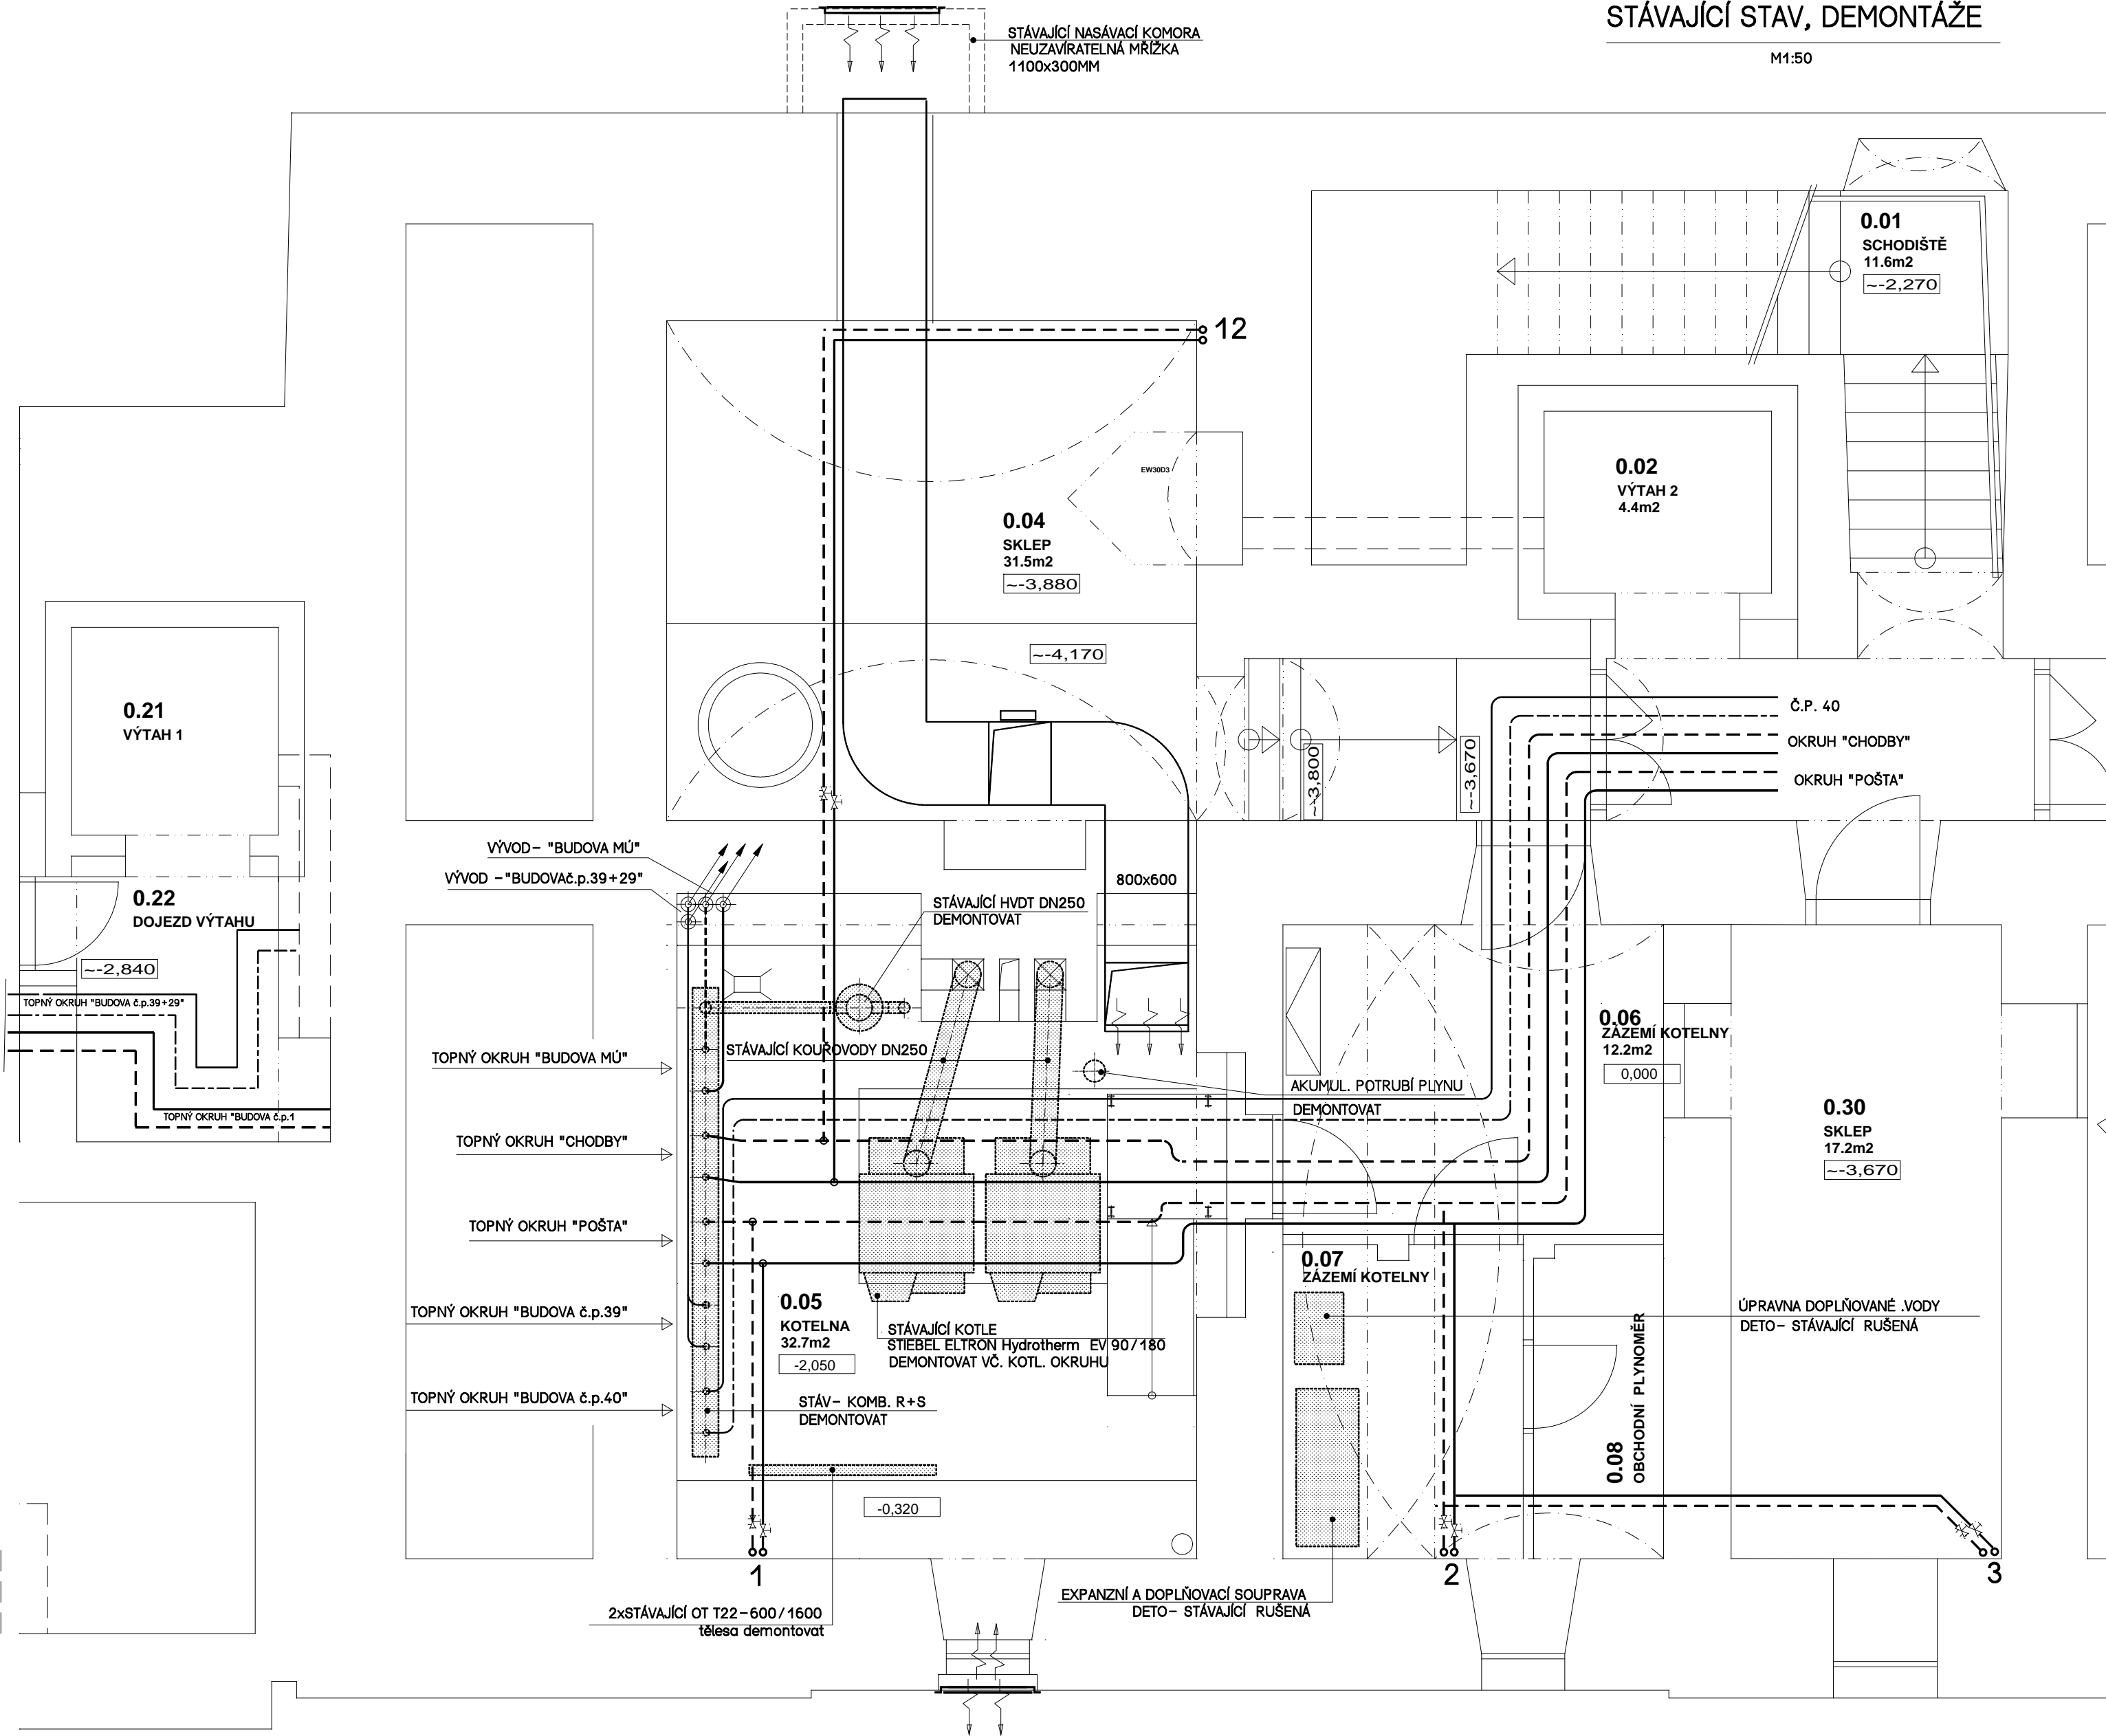 STÁVAJÍCÍ STAV, DEMONTÁŽE
M1:50
STÁVAJÍCÍ NASÁVACÍ KOMORA
NEUZAVÍRATELNÁ MŘÍŽKA
1100x300MM
0.01
SCHODIŠTĚ
11.6m2
~-2,270
12
EW30D3
0.02
VÝTAH 2
4.4m2
0.04
SKLEP
31.5m2
~-3,880
~-4,170
0.21
VÝTAH 1
~-3,800
~-3,670
Č.P. 40
OKRUH "CHODBY"
OKRUH "POŠTA"
VÝVOD- "BUDOVA MÚ"
VÝVOD -"BUDOVAč.p.39+29"
800x600
0.22
DOJEZD VÝTAHU
~-2,840
STÁVAJÍCÍ HVDT DN250
DEMONTOVAT
TOPNÝ OKRUH "BUDOVA č.p.39+29"
TOPNÝ OKRUH "BUDOVA č.p.1
TOPNÝ OKRUH "BUDOVA MÚ"
STÁVAJÍCÍ KOUŘOVODY DN250
AKUMUL. POTRUBÍ PLYNU
DEMONTOVAT
0.06
ZÁZEMÍ KOTELNY
12.2m2
0,000
0.30
SKLEP
17.2m2
~-3,670
TOPNÝ OKRUH "CHODBY"
TOPNÝ OKRUH "POŠTA"
0.07
ZÁZEMÍ KOTELNY
0.05
KOTELNA
32.7m2
-2,050
TOPNÝ OKRUH "BUDOVA č.p.39"
STÁVAJÍCÍ KOTLE
STIEBEL ELTRON Hydrotherm EV 90/180
DEMONTOVAT VČ. KOTL. OKRUHU
ÚPRAVNA DOPLŇOVANÉ .VODY
DETO- STÁVAJÍCÍ RUŠENÁ
TOPNÝ OKRUH "BUDOVA č.p.40"
STÁV- KOMB. R+S
DEMONTOVAT
0.08
OBCHODNÍ PLYNOMĚR
-0,320
1
2
3
2xSTÁVAJÍCÍ OT T22-600/1600
tělesa demontovat
EXPANZNÍ A DOPLŇOVACÍ SOUPRAVA
DETO- STÁVAJÍCÍ RUŠENÁ